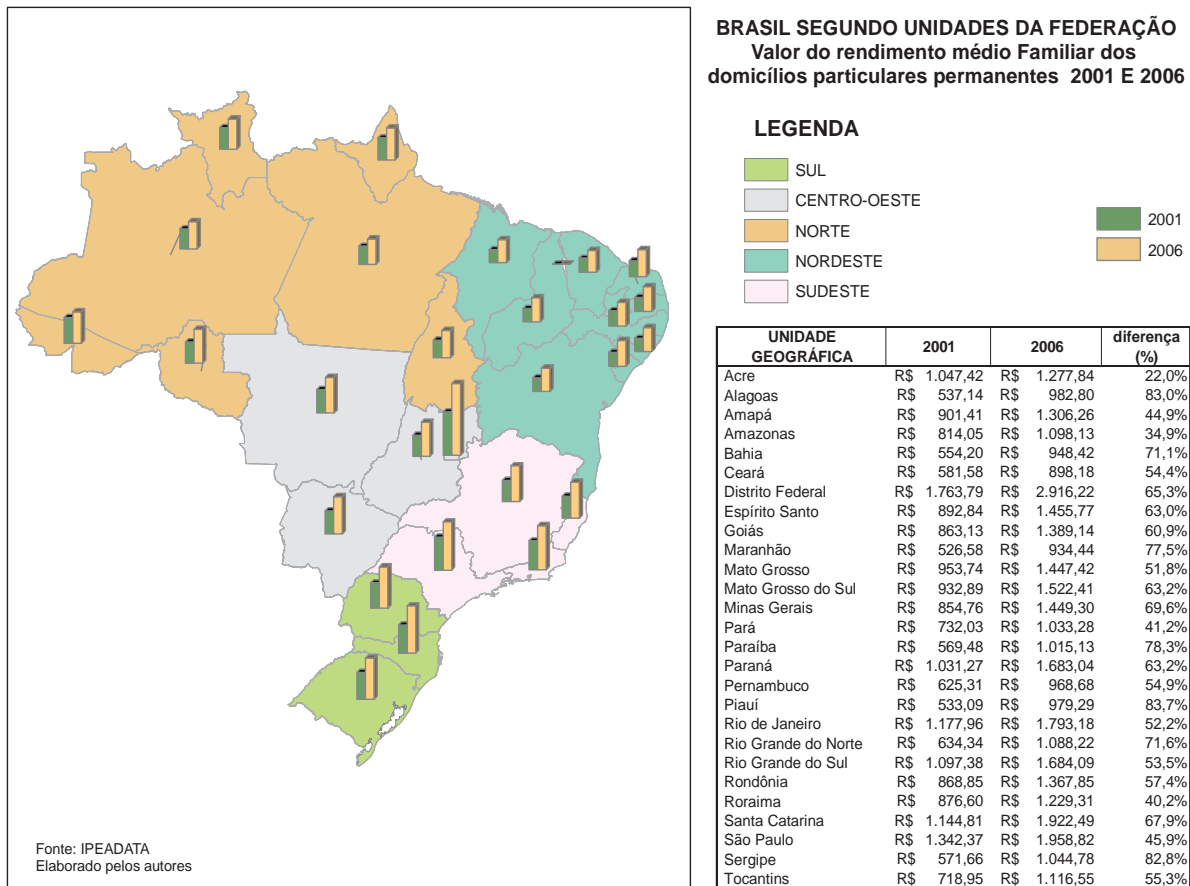 BRASIL SEGUNDO UNIDADES DA FEDERAÇÃO
Valor do rendimento médio Familiar dos
domicílios particulares permanentes 2001 E 2006
LEGENDA
SUL
CENTRO-OESTE
NORTE
NORDESTE
SUDESTE
2001
2006
UNIDADE GEOGRÁFICA 2001 2006 diferença (%)
Acre R$ 1.047,42 R$ 1.277,84 22,0%
Alagoas R$ 537,14 R$ 982,80 83,0%
Amapá R$ 901,41 R$ 1.306,26 44,9%
Amazonas R$ 814,05 R$ 1.098,13 34,9%
Bahia R$ 554,20 R$ 948,42 71,1%
Ceará R$ 581,58 R$ 898,18 54,4%
Distrito Federal R$ 1.763,79 R$ 2.916,22 65,3%
Espírito Santo R$ 892,84 R$ 1.455,77 63,0%
Goiás R$ 863,13 R$ 1.389,14 60,9%
Maranhão R$ 526,58 R$ 934,44 77,5%
Mato Grosso R$ 953,74 R$ 1.447,42 51,8%
Mato Grosso do Sul R$ 932,89 R$ 1.522,41 63,2%
Minas Gerais R$ 854,76 R$ 1.449,30 69,6%
Pará R$ 732,03 R$ 1.033,28 41,2%
Paraíba R$ 569,48 R$ 1.015,13 78,3%
Paraná R$ 1.031,27 R$ 1.683,04 63,2%
Pernambuco R$ 625,31 R$ 968,68 54,9%
Piauí R$ 533,09 R$ 979,29 83,7%
Rio de Janeiro R$ 1.177,96 R$ 1.793,18 52,2%
Rio Grande do Norte R$ 634,34 R$ 1.088,22 71,6%
Rio Grande do Sul R$ 1.097,38 R$ 1.684,09 53,5%
Rondônia R$ 868,85 R$ 1.367,85 57,4%
Roraima R$ 876,60 R$ 1.229,31 40,2%
Santa Catarina R$ 1.144,81 R$ 1.922,49 67,9%
São Paulo R$ 1.342,37 R$ 1.958,82 45,9%
Sergipe R$ 571,66 R$ 1.044,78 82,8%
Tocantins R$ 718,95 R$ 1.116,55 55,3%
Fonte: IPEADATA
Elaborado pelos autores